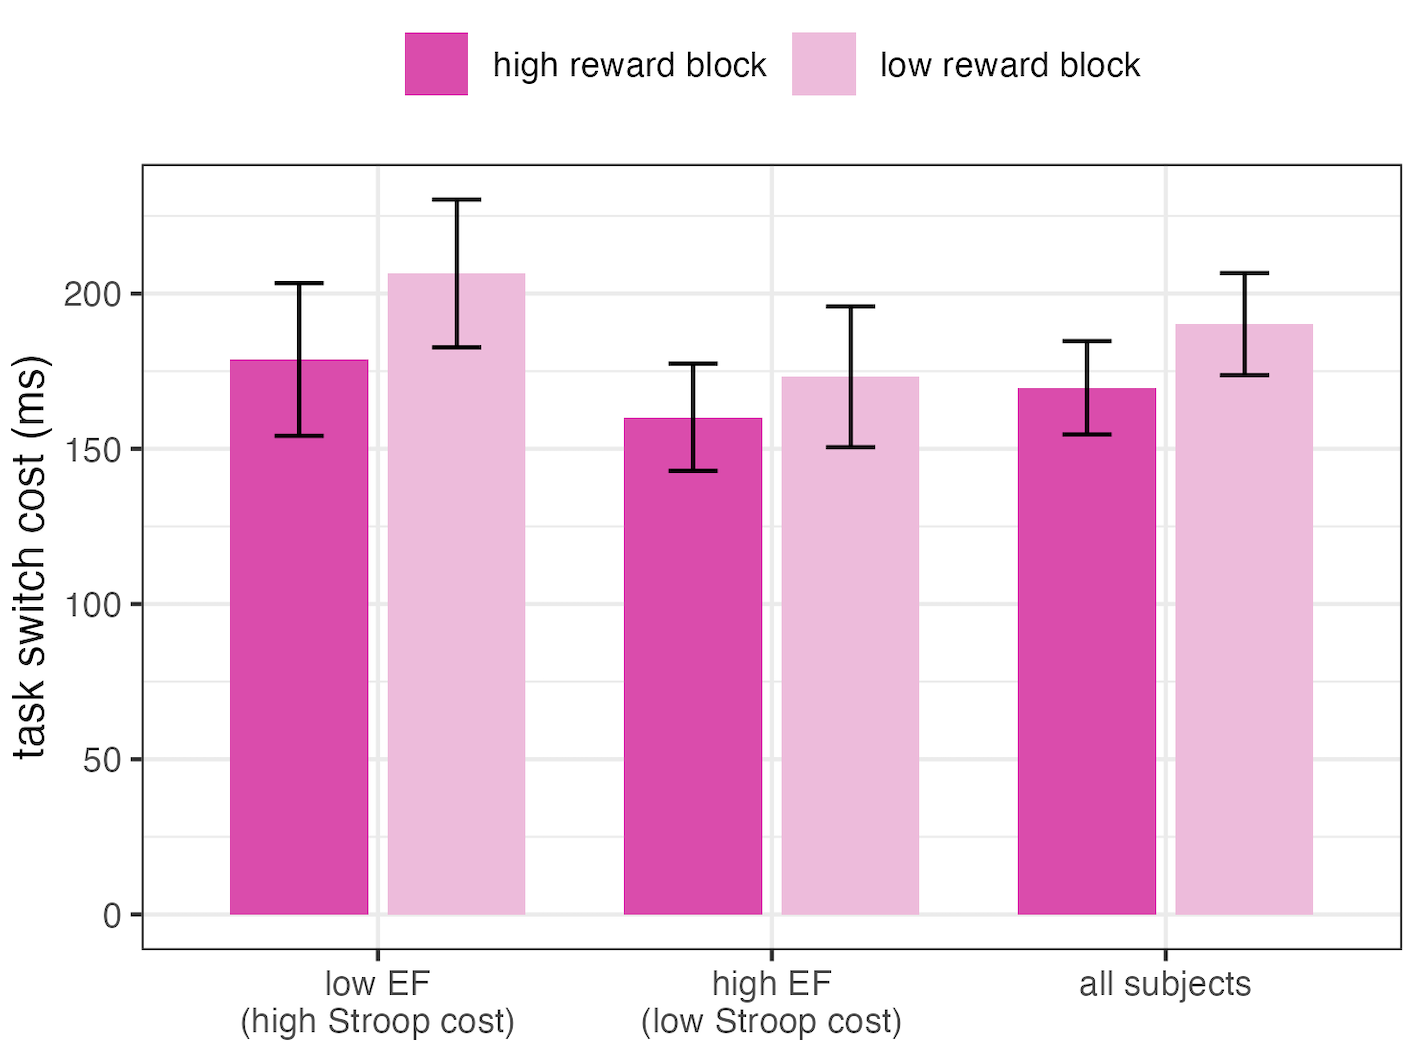 high reward block
low reward block
task switch cost (ms)
200
150
100
50
0
low EF
(high Stroop cost)
high EF
(low Stroop cost)
all subjects